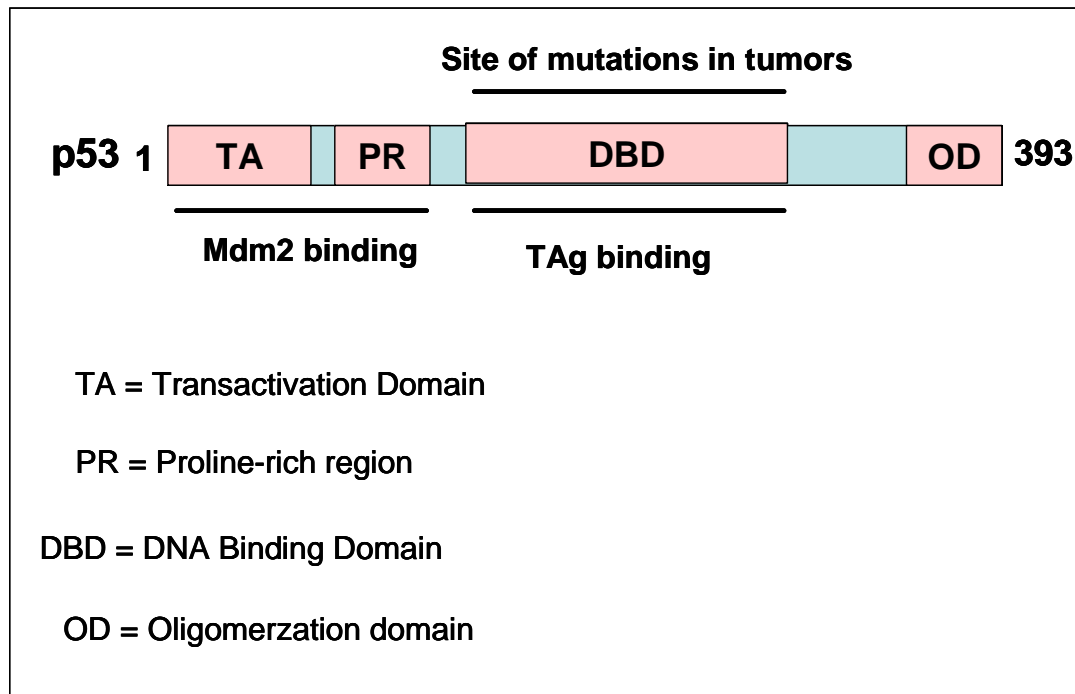 Site of mutations in tumors
p53 1 TA PR DBD OD 393
Mdm2 binding
TAg binding
TA = Transactivation Domain
PR = Proline-rich region
DBD = DNA Binding Domain
OD = Oligomerzation domain